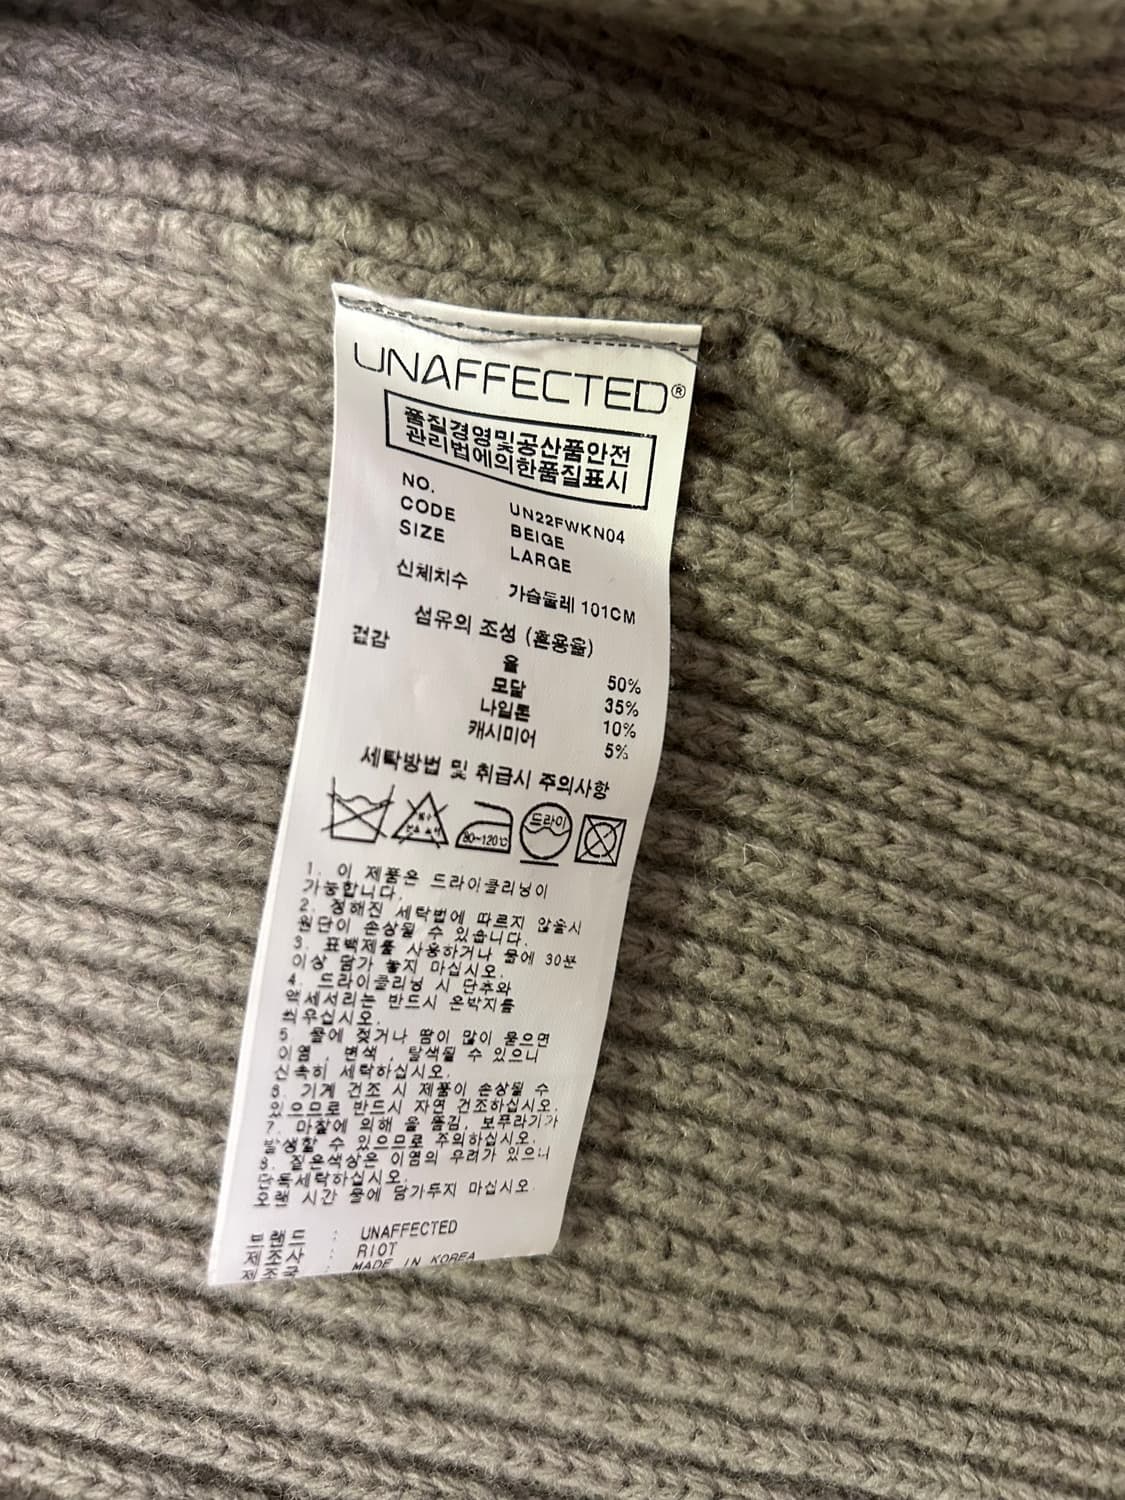 UNAFFECTED®
품질경영및공산품안전
관리법에의한품질표시
NO. UN22FWKN04
CODE BEIGE
SIZE LARGE
신체치수 가슴둘레 101CM
섬유의 조성 (혼용율)
겉감
울 50%
모달 35%
나일론 10%
캐시미어 5%
세탁방법 및 취급시 주의사항
80~120℃ 드라이
1. 이 제품은 드라이클리닝이
가능합니다.
2. 정해진 세탁법에 따르지 않을시
원단이 손상될 수 있습니다.
3. 표백제를 사용하거나 물에 30분
이상 담가 놓지 마십시오.
4. 드라이클리닝 시 단추와
악세서리는 반드시 은박지를
씌우십시오.
5. 물에 젖거나 땀이 많이 묻으면
이염, 변색, 탈색될 수 있으니
신속히 세탁하십시오.
6. 기계 건조 시 제품이 손상될 수
있으므로 반드시 자연 건조하십시오.
7. 마찰에 의해 올 뜯김, 보푸라기가
발생할 수 있으므로 주의하십시오.
8. 짙은색상은 이염의 우려가 있으니
단독세탁하십시오.
오랜 시간 물에 담가두지 마십시오.
브랜드 : UNAFFECTED
제조사 : RIOT
제조국 : MADE IN KOREA